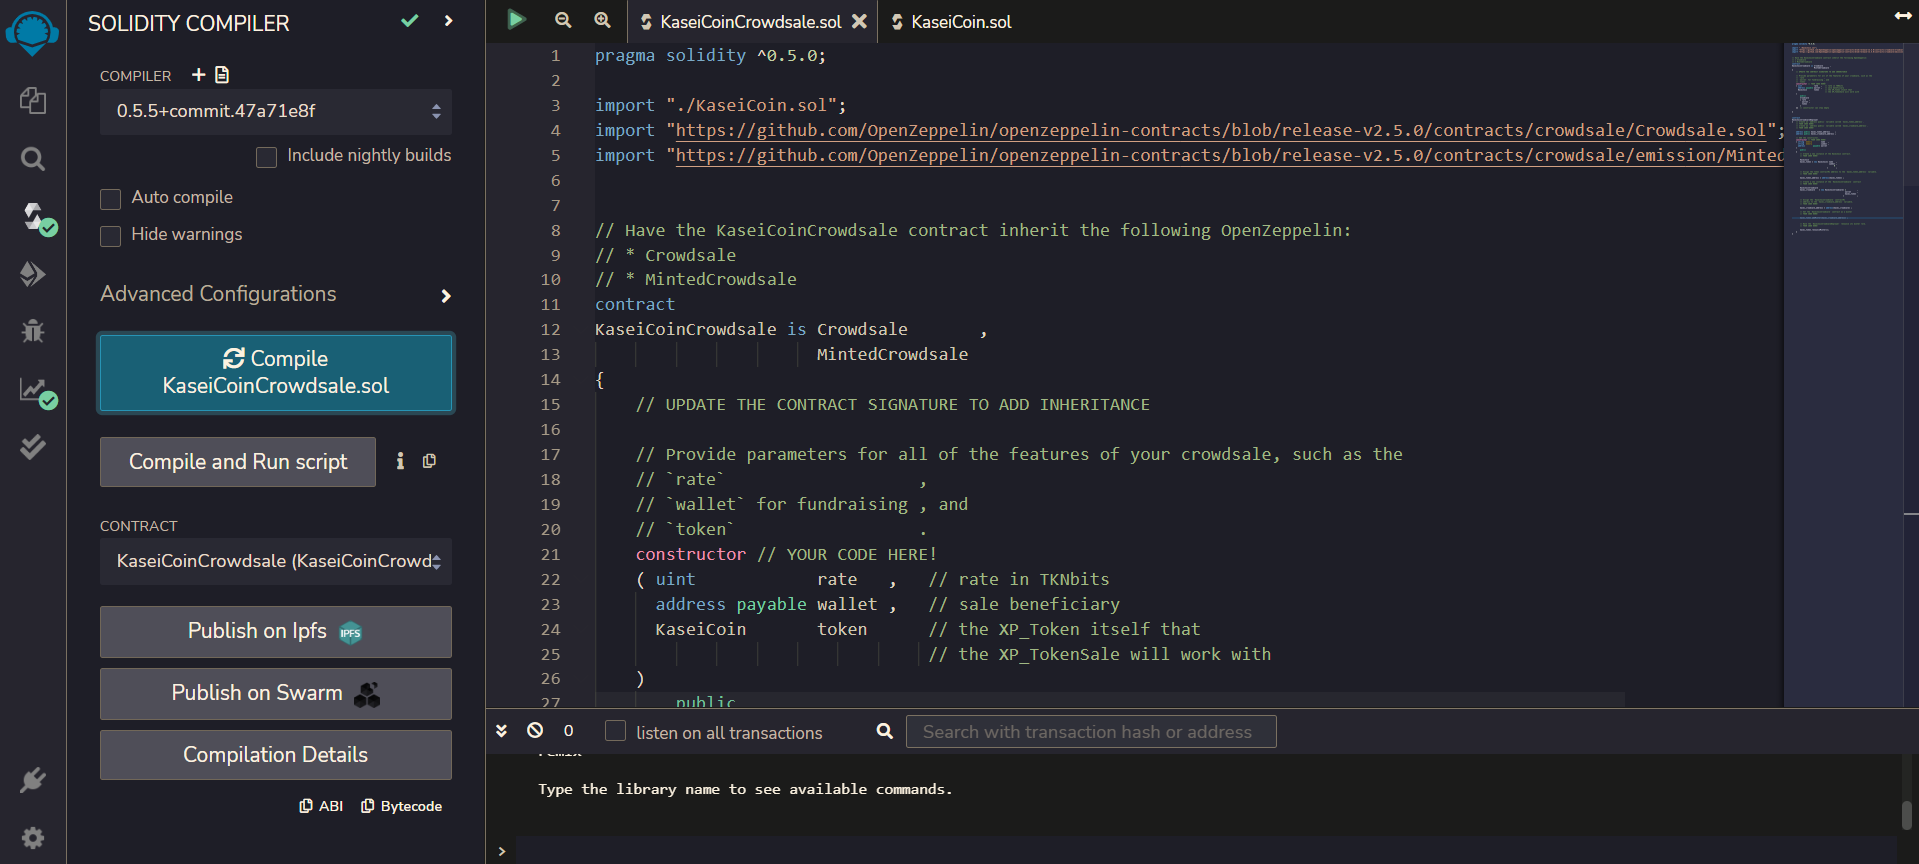 SOLIDITY COMPILER
COMPILER
0.5.5+commit.47a71e8f
Include nightly builds
Auto compile
Hide warnings
Advanced Configurations
Compile
KaseiCoinCrowdsale.sol
Compile and Run script
CONTRACT
KaseiCoinCrowdsale (KaseiCoinCrowd
Publish on Ipfs IPFS
Publish on Swarm
Compilation Details
ABI Bytecode
KaseiCoinCrowdsale.sol KaseiCoin.sol
1 pragma solidity ^0.5.0;
2
3 import "./KaseiCoin.sol";
4 import "https://github.com/OpenZeppelin/openzeppelin-contracts/blob/release-v2.5.0/contracts/crowdsale/Crowdsale.sol";
5 import "https://github.com/OpenZeppelin/openzeppelin-contracts/blob/release-v2.5.0/contracts/crowdsale/emission/Minted
6
7
8 // Have the KaseiCoinCrowdsale contract inherit the following OpenZeppelin:
9 // * Crowdsale
10 // * MintedCrowdsale
11 contract
12 KaseiCoinCrowdsale is Crowdsale ,
13 MintedCrowdsale
14 {
15 // UPDATE THE CONTRACT SIGNATURE TO ADD INHERITANCE
16
17 // Provide parameters for all of the features of your crowdsale, such as the
18 // `rate` ,
19 // `wallet` for fundraising , and
20 // `token` .
21 constructor // YOUR CODE HERE!
22 ( uint rate , // rate in TKNbits
23 address payable wallet , // sale beneficiary
24 KaseiCoin token // the XP_Token itself that
25 // the XP_TokenSale will work with
26 )
27 public
0 listen on all transactions Search with transaction hash or address
remix
Type the library name to see available commands.
>